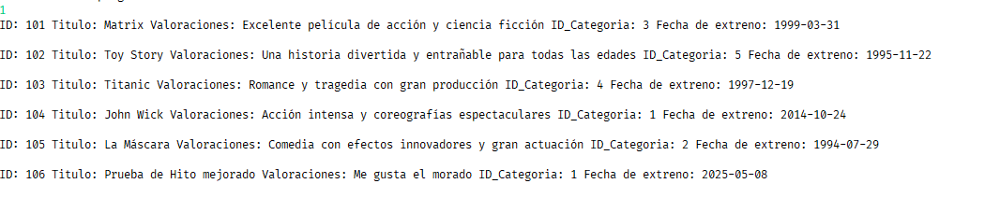 1
ID: 101 Titulo: Matrix Valoraciones: Excelente película de acción y ciencia ficción ID_Categoria: 3 Fecha de extreno: 1999-03-31
ID: 102 Titulo: Toy Story Valoraciones: Una historia divertida y entrañable para todas las edades ID_Categoria: 5 Fecha de extreno: 1995-11-22
ID: 103 Titulo: Titanic Valoraciones: Romance y tragedia con gran producción ID_Categoria: 4 Fecha de extreno: 1997-12-19
ID: 104 Titulo: John Wick Valoraciones: Acción intensa y coreografías espectaculares ID_Categoria: 1 Fecha de extreno: 2014-10-24
ID: 105 Titulo: La Máscara Valoraciones: Comedia con efectos innovadores y gran actuación ID_Categoria: 2 Fecha de extreno: 1994-07-29
ID: 106 Titulo: Prueba de Hito mejorado Valoraciones: Me gusta el morado ID_Categoria: 1 Fecha de extreno: 2025-05-08